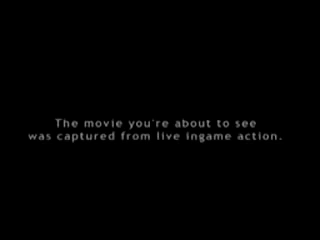 The movie you're about to see
was captured from live ingame action.